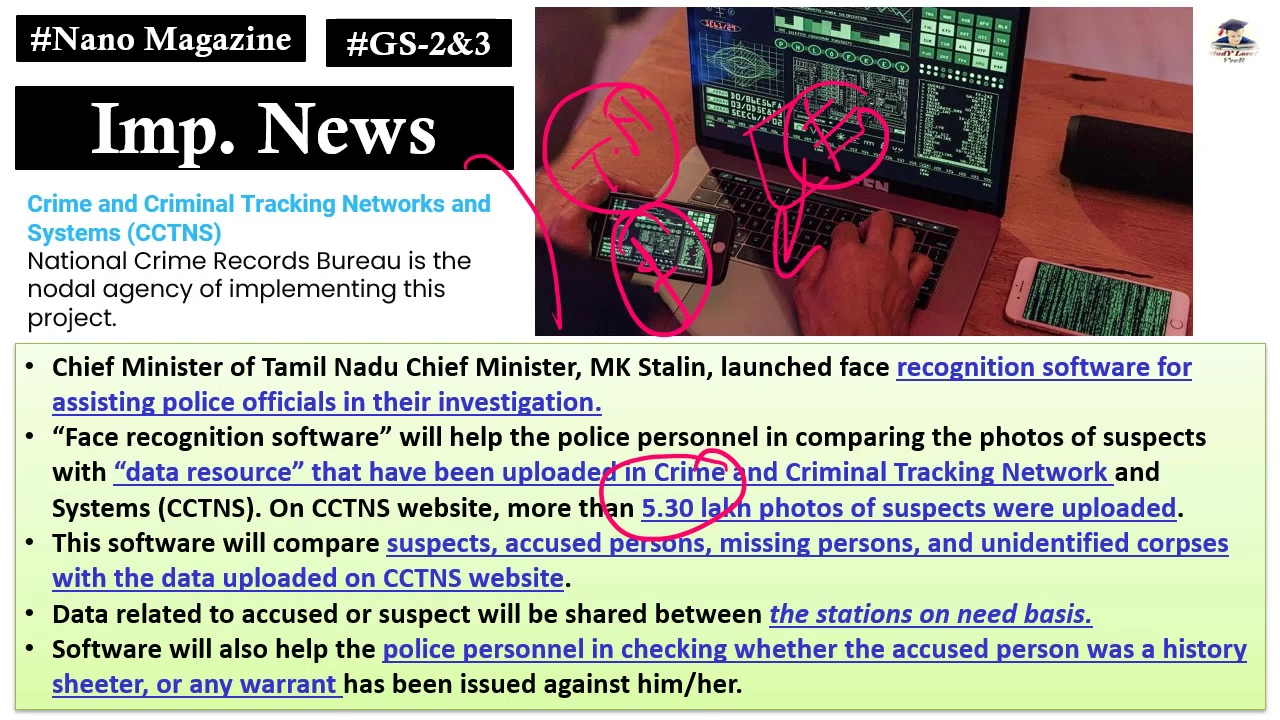 #Nano Magazine
#GS-2&3
Imp. News
Crime and Criminal Tracking Networks and
Systems (CCTNS)
National Crime Records Bureau is the
nodal agency of implementing this
project.
• Chief Minister of Tamil Nadu Chief Minister, MK Stalin, launched face recognition software for
assisting police officials in their investigation.
• “Face recognition software” will help the police personnel in comparing the photos of suspects
with “data resource” that have been uploaded in Crime and Criminal Tracking Network and
Systems (CCTNS). On CCTNS website, more than 5.30 lakh photos of suspects were uploaded.
• This software will compare suspects, accused persons, missing persons, and unidentified corpses
with the data uploaded on CCTNS website.
• Data related to accused or suspect will be shared between the stations on need basis.
• Software will also help the police personnel in checking whether the accused person was a history
sheeter, or any warrant has been issued against him/her.
T.N